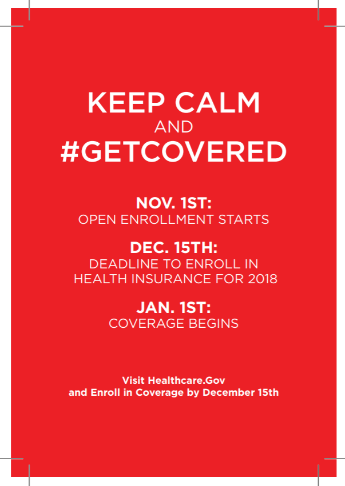 KEEP CALM
AND
#GETCOVERED
NOV. 1ST:
OPEN ENROLLMENT STARTS
DEC. 15TH:
DEADLINE TO ENROLL IN
HEALTH INSURANCE FOR 2018
JAN. 1ST:
COVERAGE BEGINS
Visit Healthcare.Gov
and Enroll in Coverage by December 15th